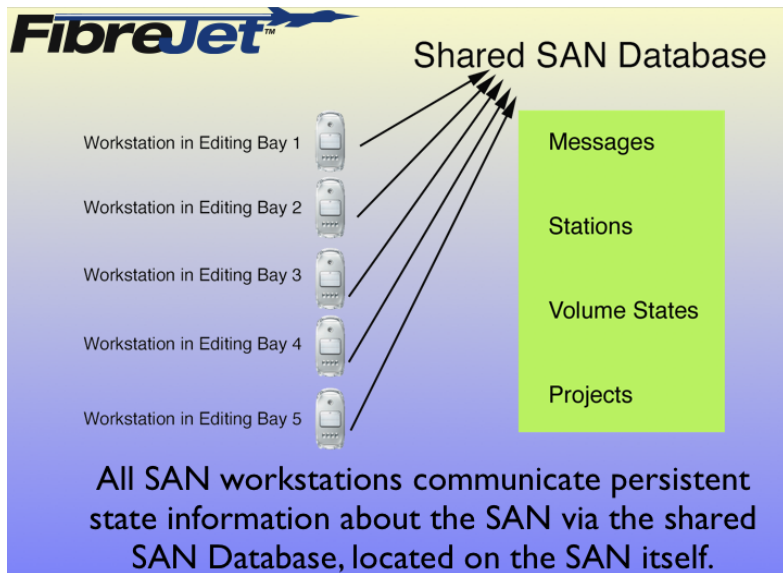 FibreJet™
Shared SAN Database
Workstation in Editing Bay 1
Workstation in Editing Bay 2
Workstation in Editing Bay 3
Workstation in Editing Bay 4
Workstation in Editing Bay 5
Messages
Stations
Volume States
Projects
All SAN workstations communicate persistent
state information about the SAN via the shared
SAN Database, located on the SAN itself.